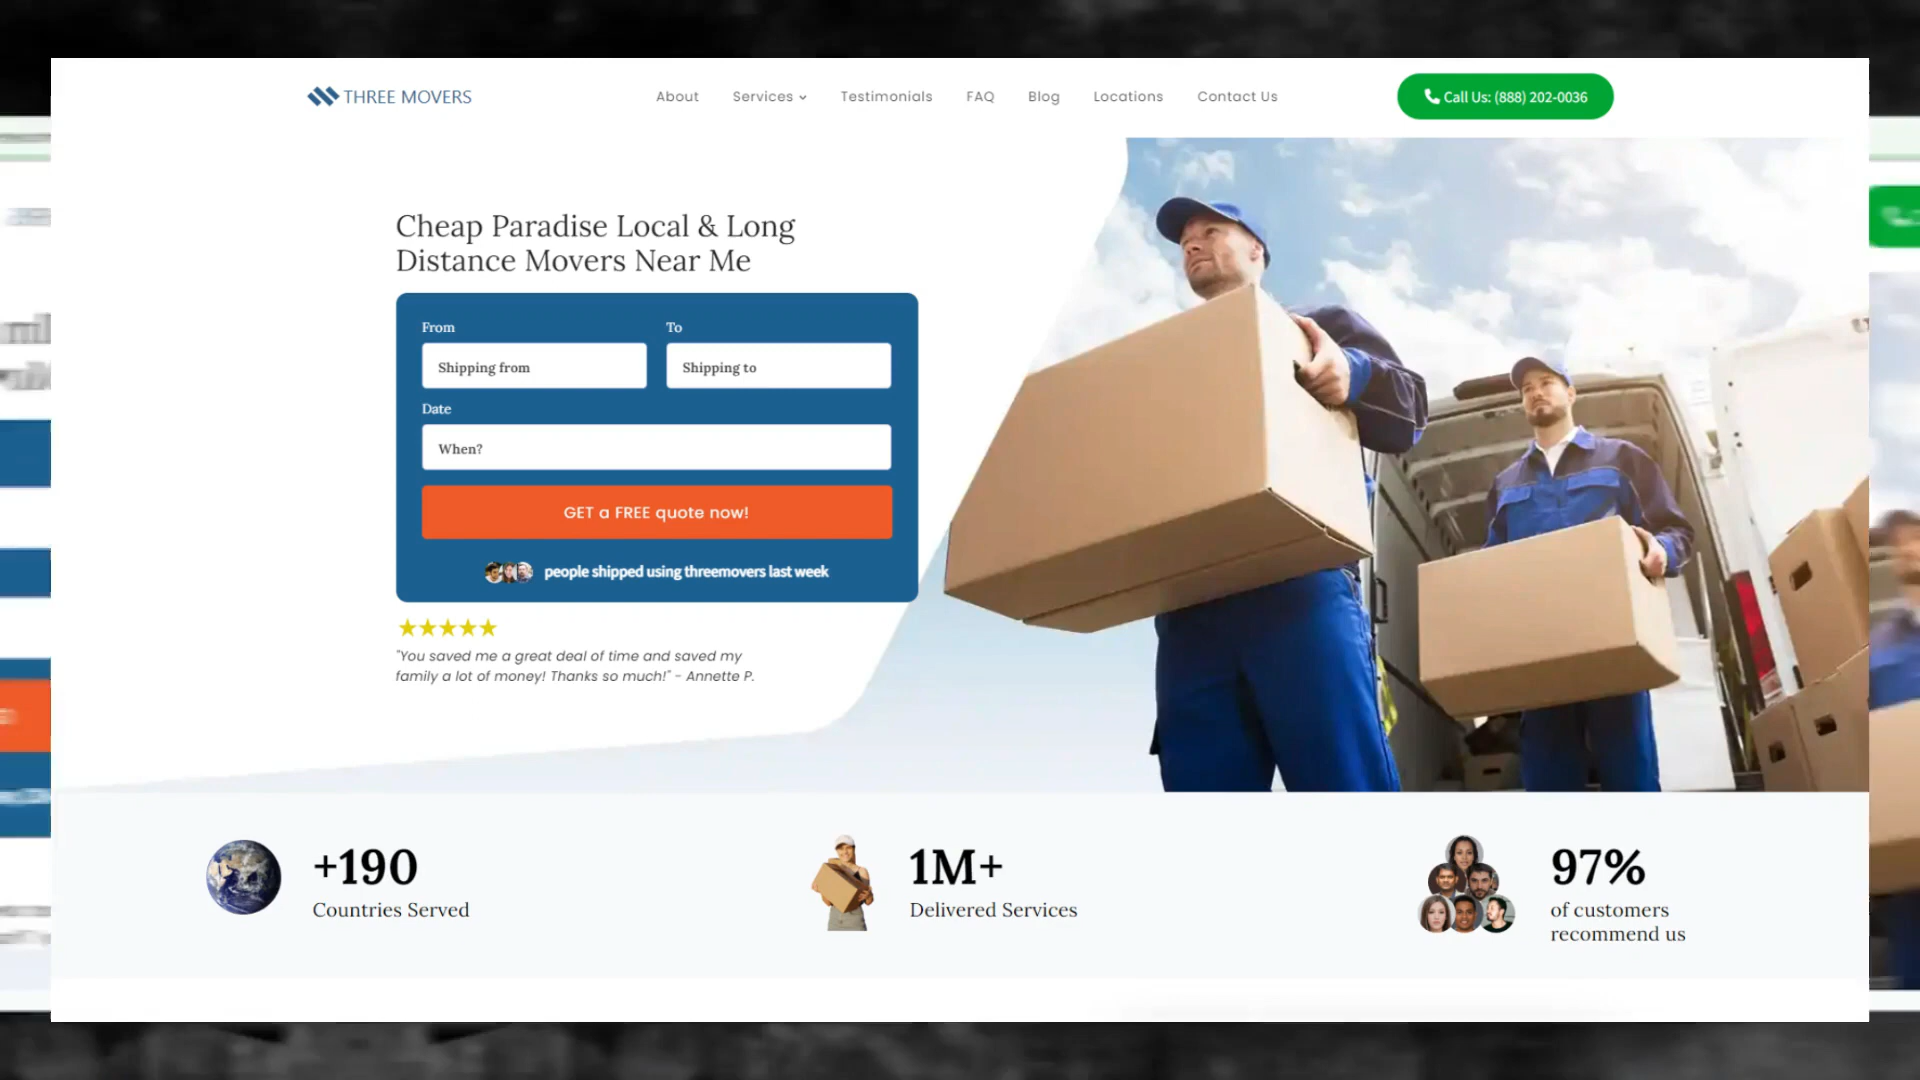 THREE MOVERS
About
Services
Testimonials
FAQ
Blog
Locations
Contact Us
Call Us: (888) 202-0036
Cheap Paradise Local & Long
Distance Movers Near Me
From
To
Shipping from
Shipping to
Date
When?
GET a FREE quote now!
people shipped using threemovers last week
"You saved me a great deal of time and saved my
family a lot of money! Thanks so much!" - Annette P.
+190
Countries Served
1M+
Delivered Services
97%
of customers
recommend us